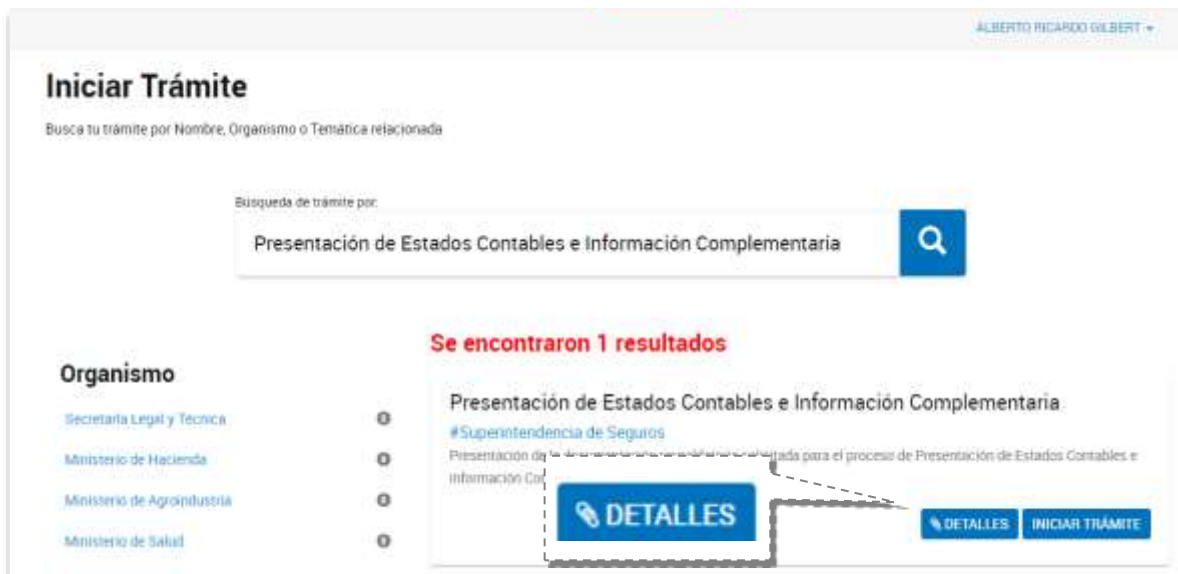 ALBERTO RICARDO GILBERT
Iniciar Trámite
Busca tu trámite por Nombre, Organismo o Temática relacionada
Búsqueda de trámite por:
Presentación de Estados Contables e Información Complementaria
Se encontraron 1 resultados
Organismo
Secretaría Legal y Técnica
Ministerio de Hacienda
Ministerio de Agroindustria
Ministerio de Salud
Presentación de Estados Contables e Información Complementaria
#Superintendencia de Seguros
Presentación de para el proceso de Presentación de Estados Contables e
Información
DETALLES
DETALLES
INICIAR TRÁMITE